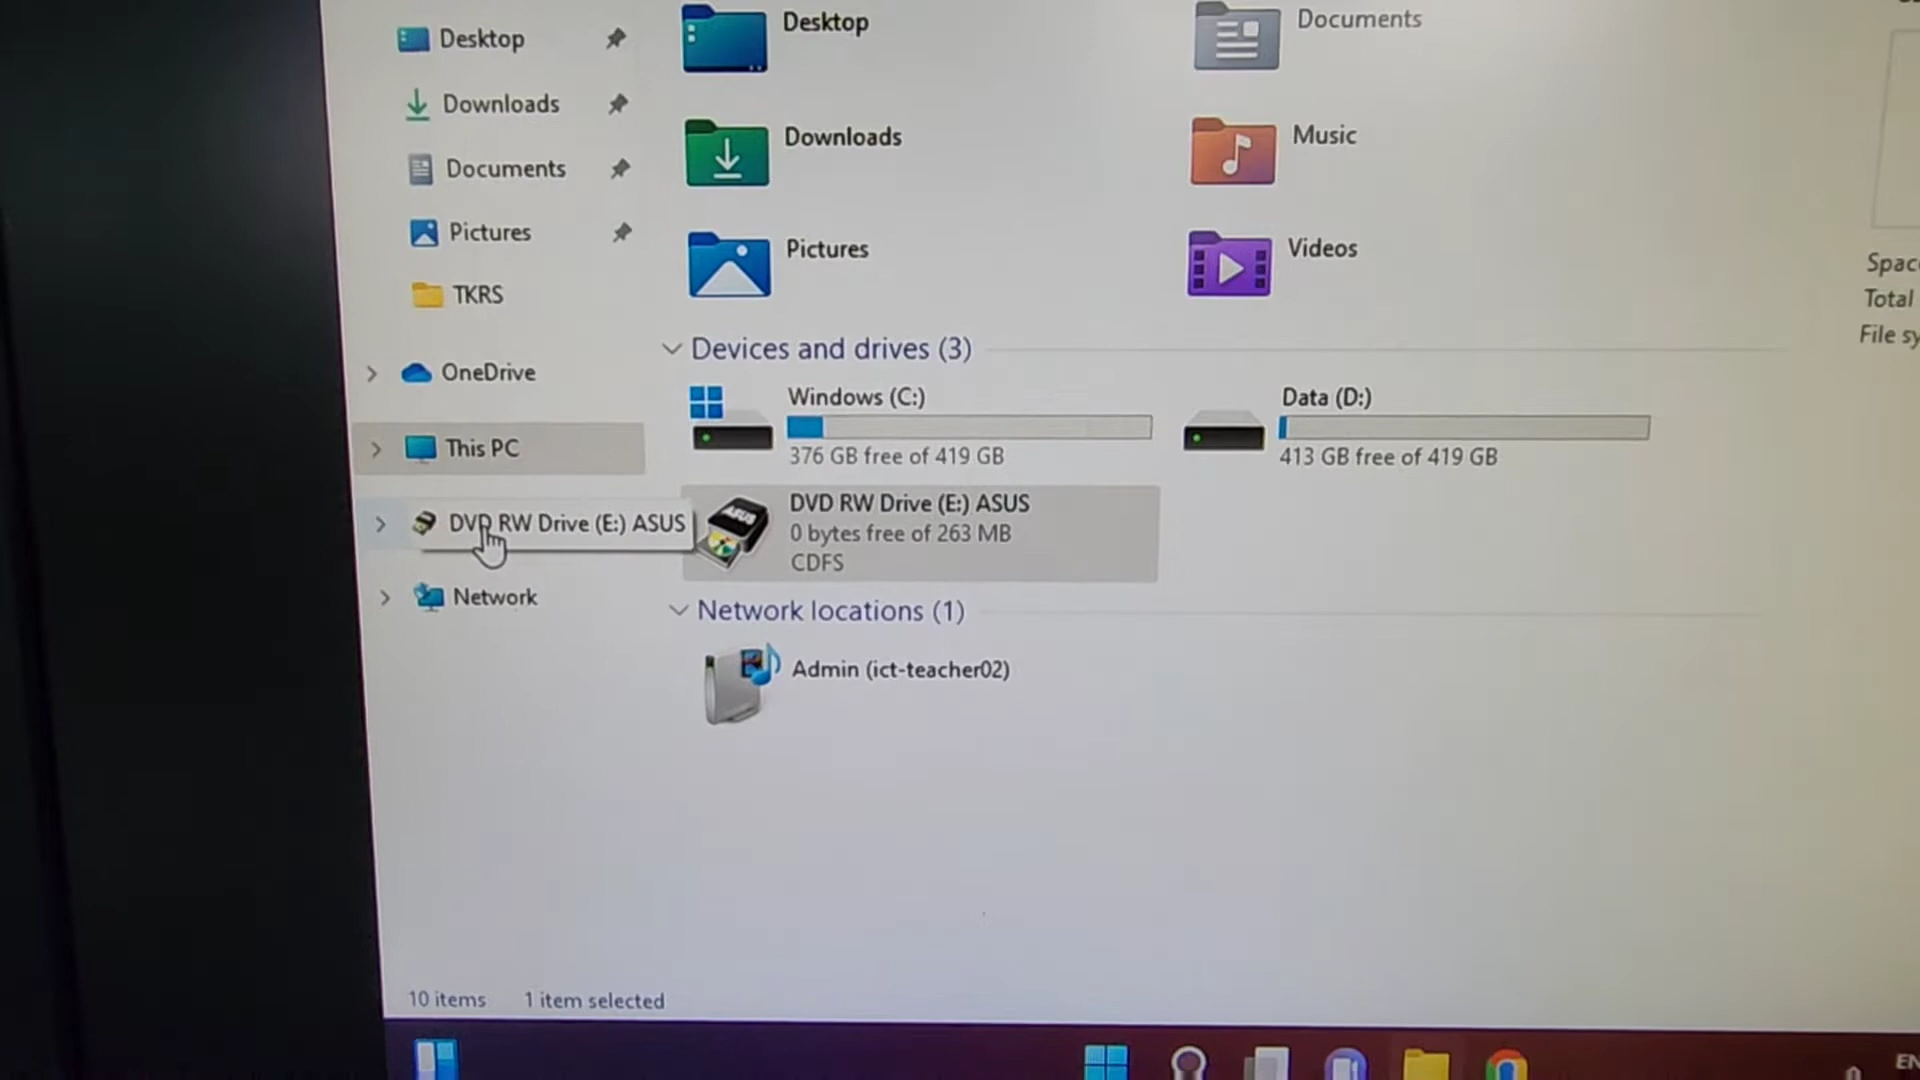 Desktop
Downloads
Documents
Pictures
TKRS
OneDrive
This PC
DVD RW Drive (E:) ASUS
Network
Desktop
Documents
Downloads
Music
Pictures
Videos
Devices and drives (3)
Windows (C:)
376 GB free of 419 GB
Data (D:)
413 GB free of 419 GB
ASUS
DVD RW Drive (E:) ASUS
0 bytes free of 263 MB
CDFS
Network locations (1)
Admin (ict-teacher02)
Total
10 items
1 item selected